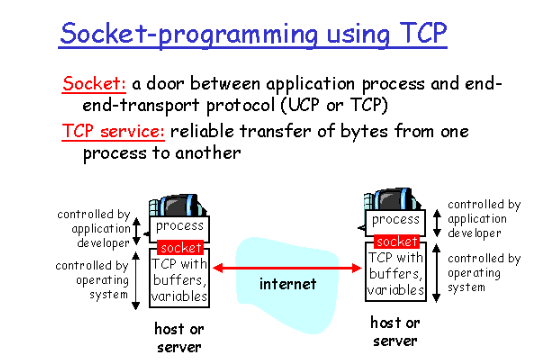 Socket-programming using TCP
Socket: a door between application process and end-
end-transport protocol (UCP or TCP)
TCP service: reliable transfer of bytes from one
process to another
controlled by
application
developer
process
socket
controlled by
operating
system
TCP with
buffers,
variables
host or
server
internet
process
socket
TCP with
buffers,
variables
host or
server
controlled by
application
developer
controlled by
operating
system